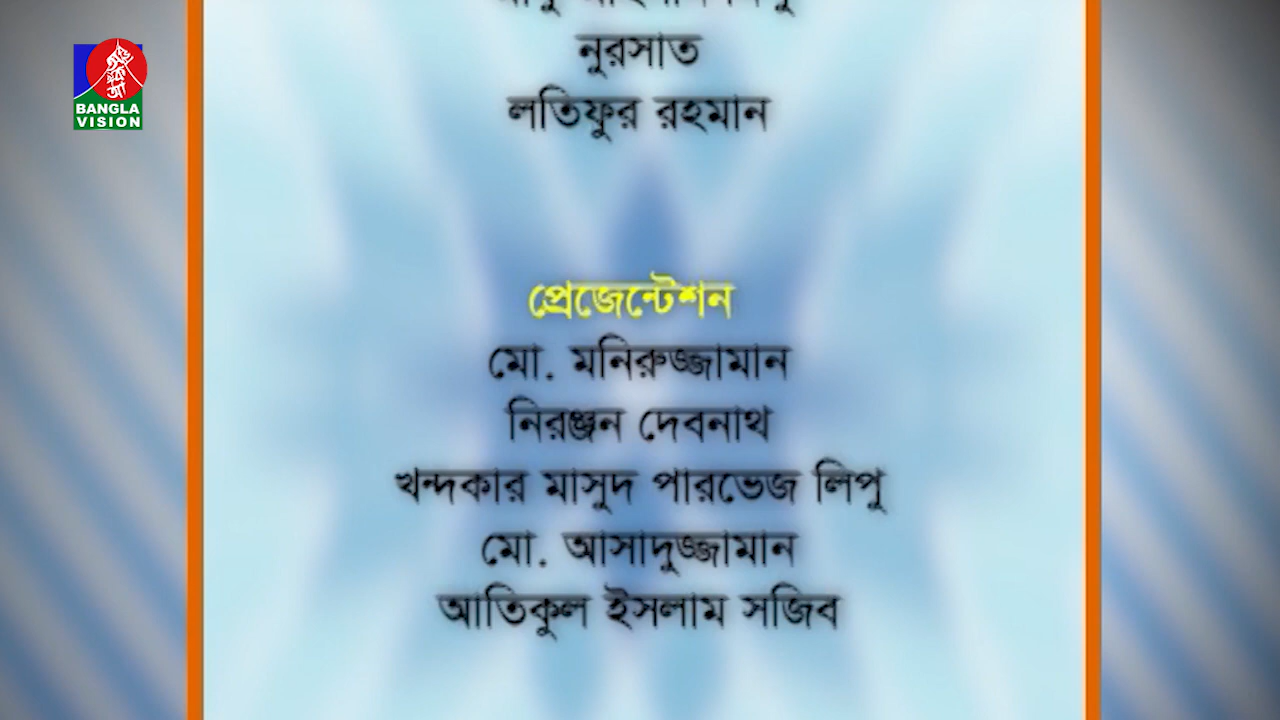 BANGLA
VISION
নুরসাত
লতিফুর রহমান
প্রেজেন্টেশন
মো. মনিরুজ্জামান
নিরঞ্জন দেবনাথ
খন্দকার মাসুদ পারভেজ লিপু
মো. আসাদুজ্জামান
আতিকুল ইসলাম সজিব